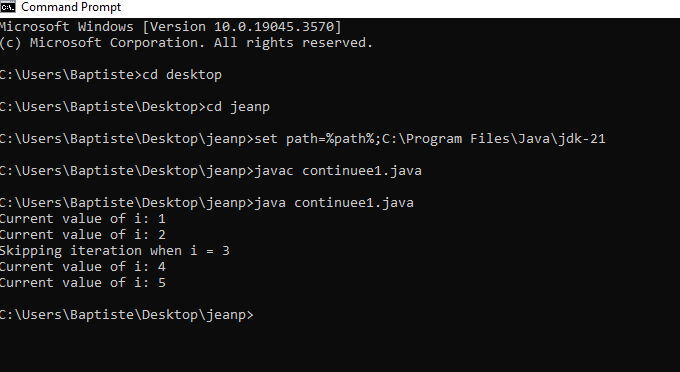 Command Prompt
Microsoft Windows [Version 10.0.19045.3570]
(c) Microsoft Corporation. All rights reserved.
C:\Users\Baptiste>cd desktop
C:\Users\Baptiste\Desktop>cd jeanp
C:\Users\Baptiste\Desktop\jeanp>set path=%path%;C:\Program Files\Java\jdk-21
C:\Users\Baptiste\Desktop\jeanp>javac continuee1.java
C:\Users\Baptiste\Desktop\jeanp>java continuee1.java
Current value of i: 1
Current value of i: 2
Skipping iteration when i = 3
Current value of i: 4
Current value of i: 5
C:\Users\Baptiste\Desktop\jeanp>